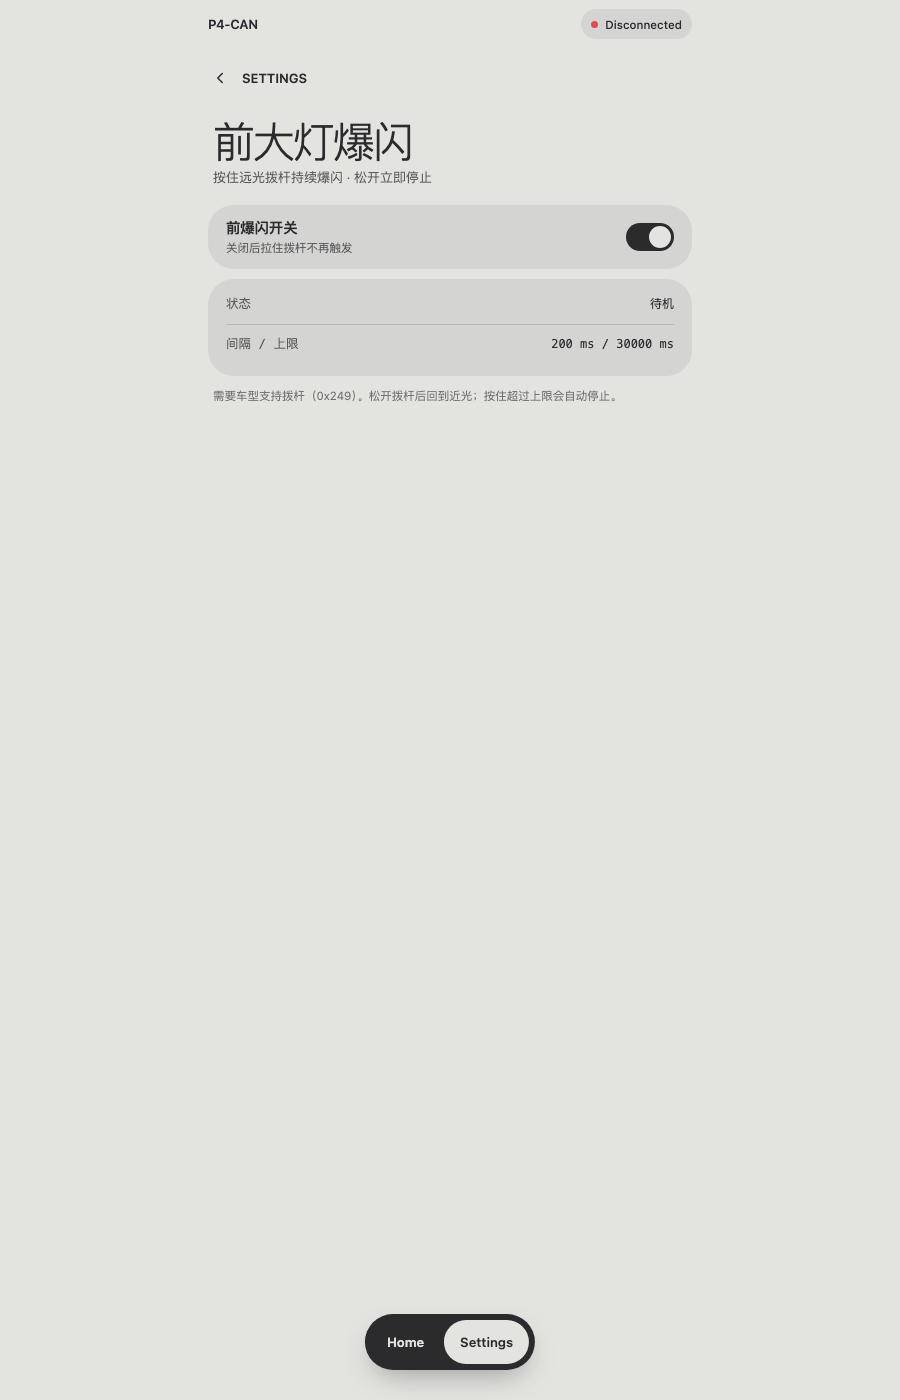 P4-CAN
Disconnected
SETTINGS
前大灯爆闪
按住远光拨杆持续爆闪 · 松开立即停止
前爆闪开关
关闭后拉住拨杆不再触发
状态
待机
间隔 / 上限
200 ms / 30000 ms
需要车型支持拨杆（0x249）。松开拨杆后回到近光；按住超过上限会自动停止。
Home
Settings